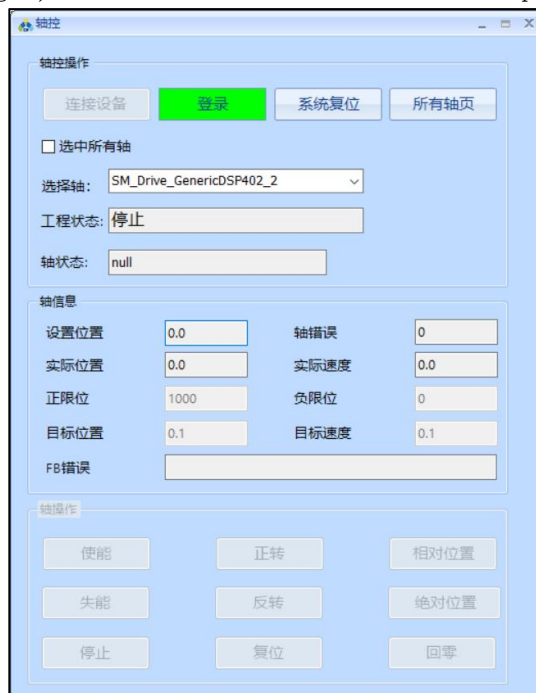 轴控
轴控操作
连接设备 登录 系统复位 所有轴页
选中所有轴
选择轴: SM_Drive_GenericDSP402_2
工程状态: 停止
轴状态: null
轴信息
设置位置 0.0 轴错误 0
实际位置 0.0 实际速度 0.0
正限位 1000 负限位 0
目标位置 0.1 目标速度 0.1
FB错误
轴操作
使能 正转 相对位置
失能 反转 绝对位置
停止 复位 回零